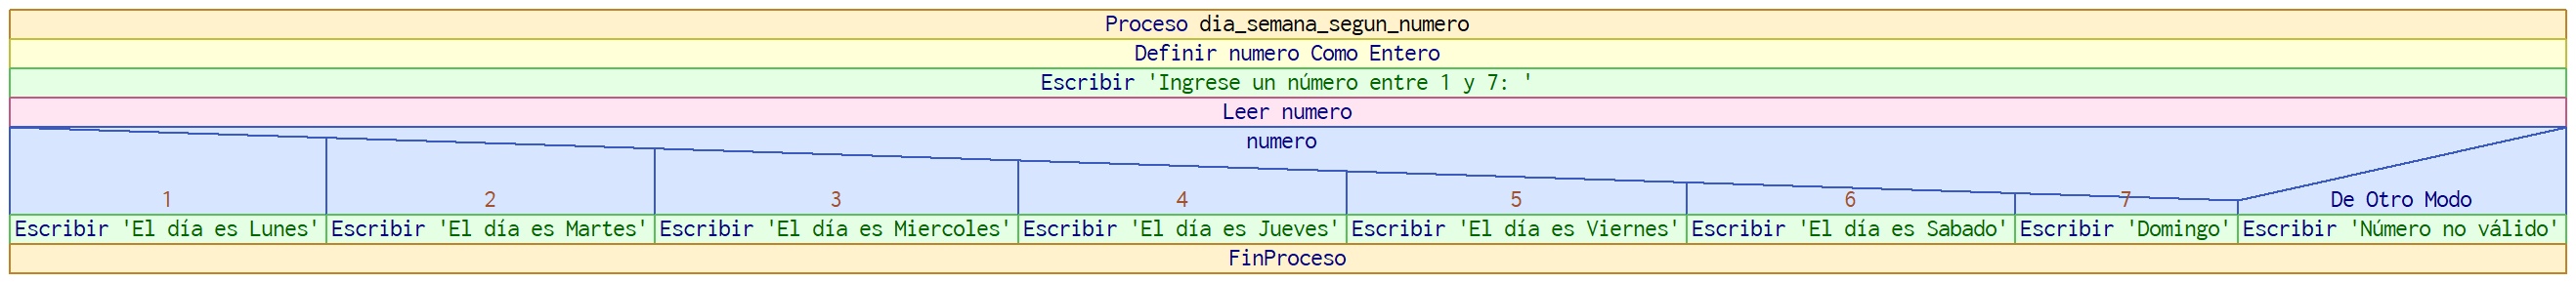 Proceso dia_semana_segun_numero
Definir numero Como Entero
Escribir 'Ingrese un número entre 1 y 7: '
Leer numero
numero
1 2 3 4 5 6 7 De Otro Modo
Escribir 'El día es Lunes' Escribir 'El día es Martes' Escribir 'El día es Miercoles' Escribir 'El día es Jueves' Escribir 'El día es Viernes' Escribir 'El día es Sabado' Escribir 'Domingo' Escribir 'Número no válido'
FinProceso